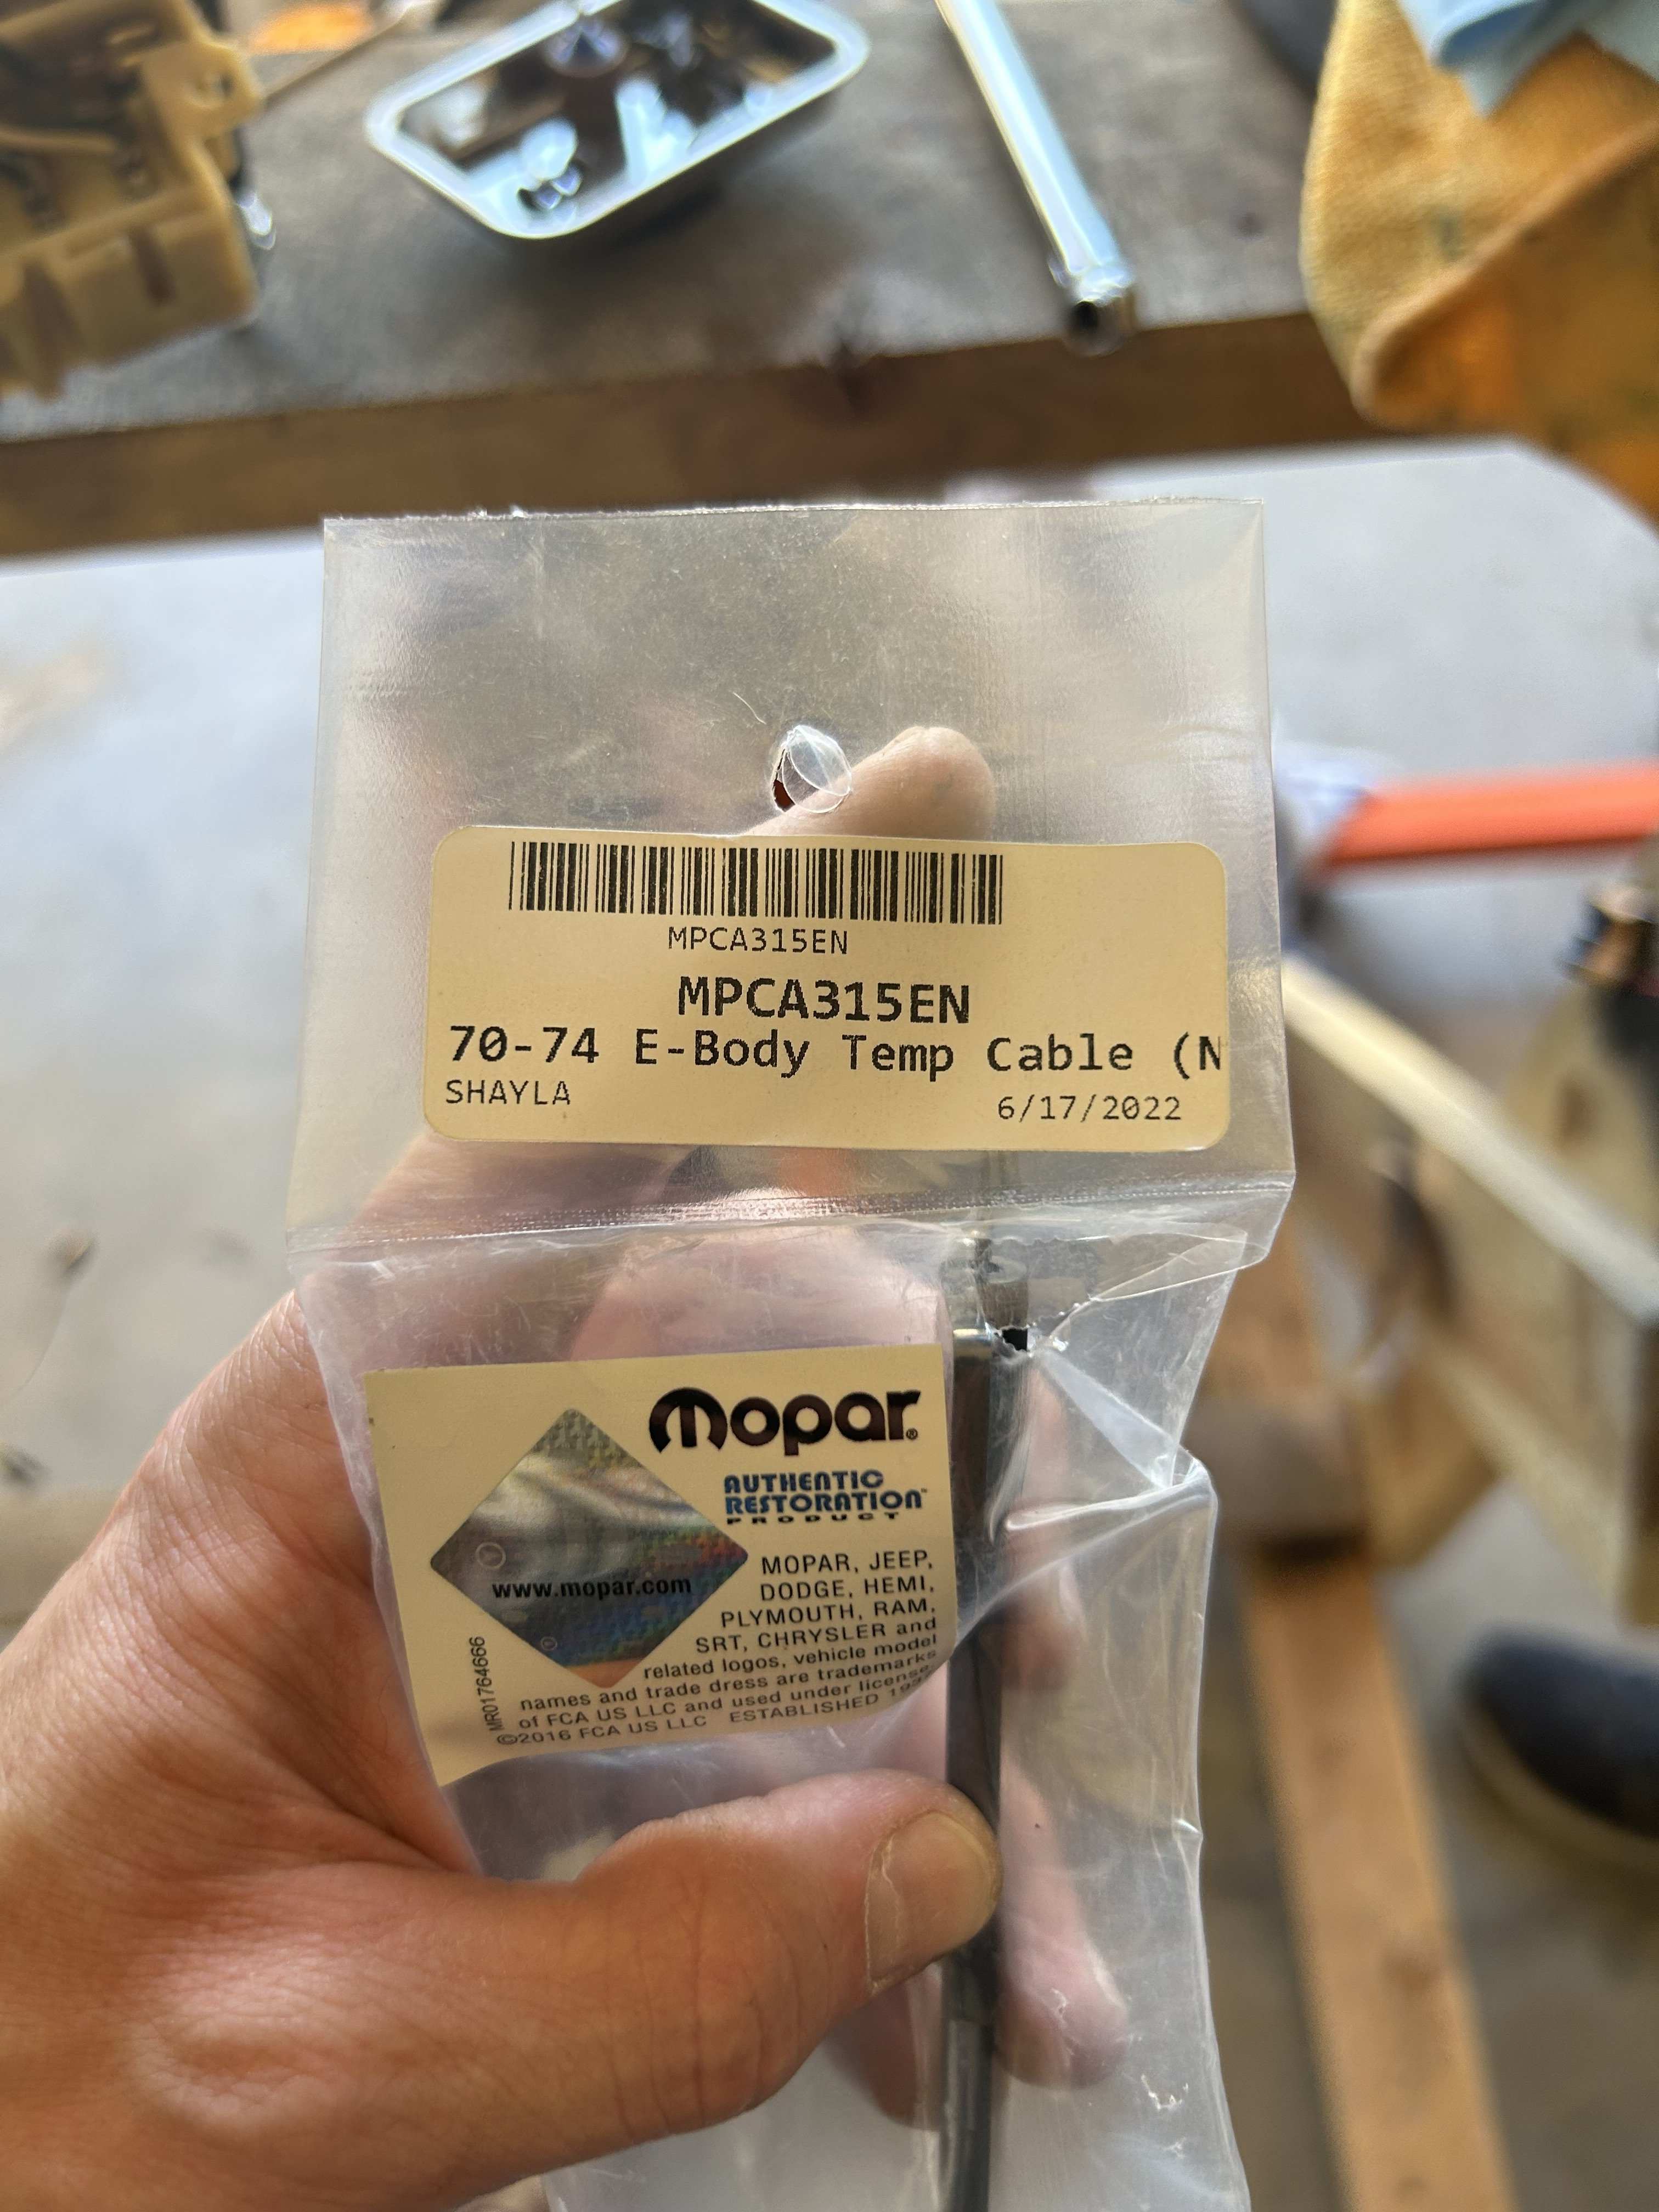 MPCA315EN
MPCA315EN
70-74 E-Body Temp Cable (N
SHAYLA
6/17/2022
mopar®
AUTHENTIC
RESTORATION™
PRODUCT
www.mopar.com
MOPAR, JEEP,
DODGE, HEMI,
PLYMOUTH, RAM,
SRT, CHRYSLER and
related logos, vehicle model
names and trade dress are trademarks
of FCA US LLC and used under license.
©2016 FCA US LLC ESTABLISHED
MR01764666